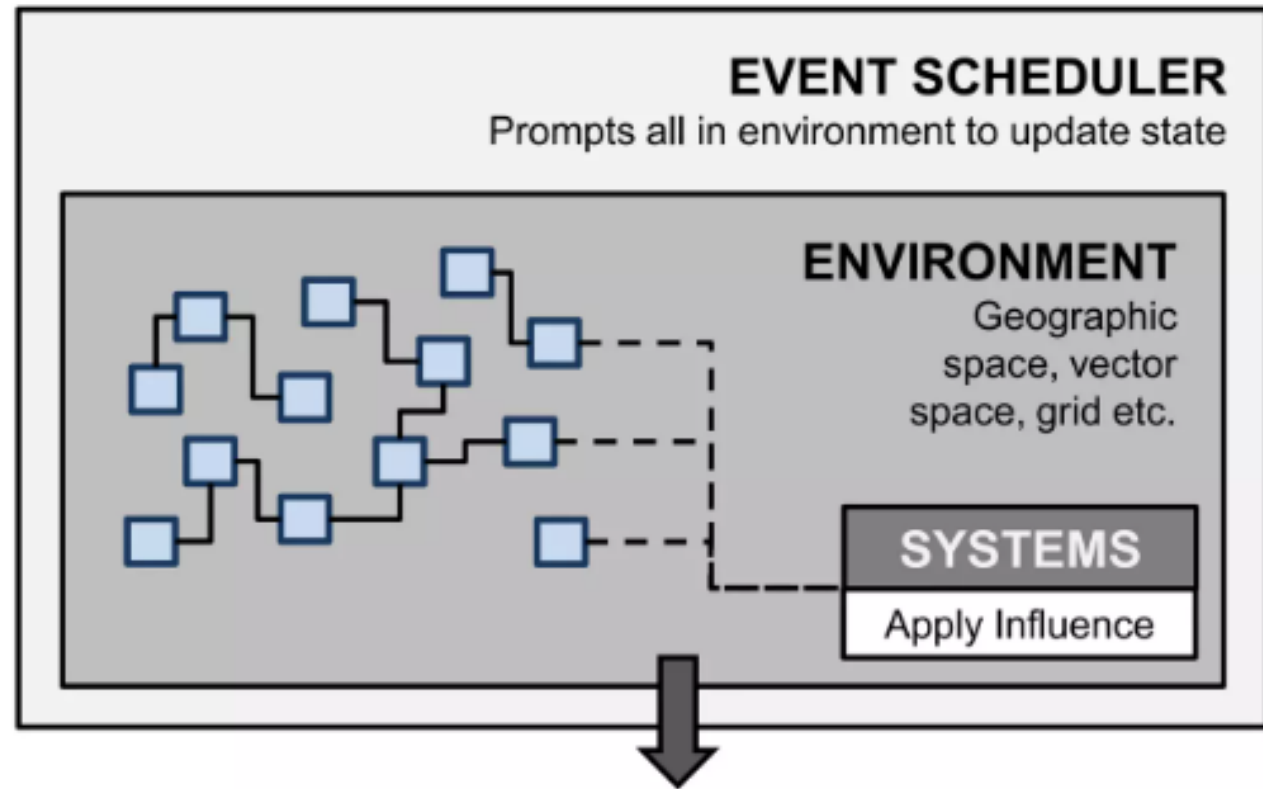 EVENT SCHEDULER
Prompts all in environment to update state
ENVIRONMENT
Geographic
space, vector
space, grid etc.
SYSTEMS
Apply Influence